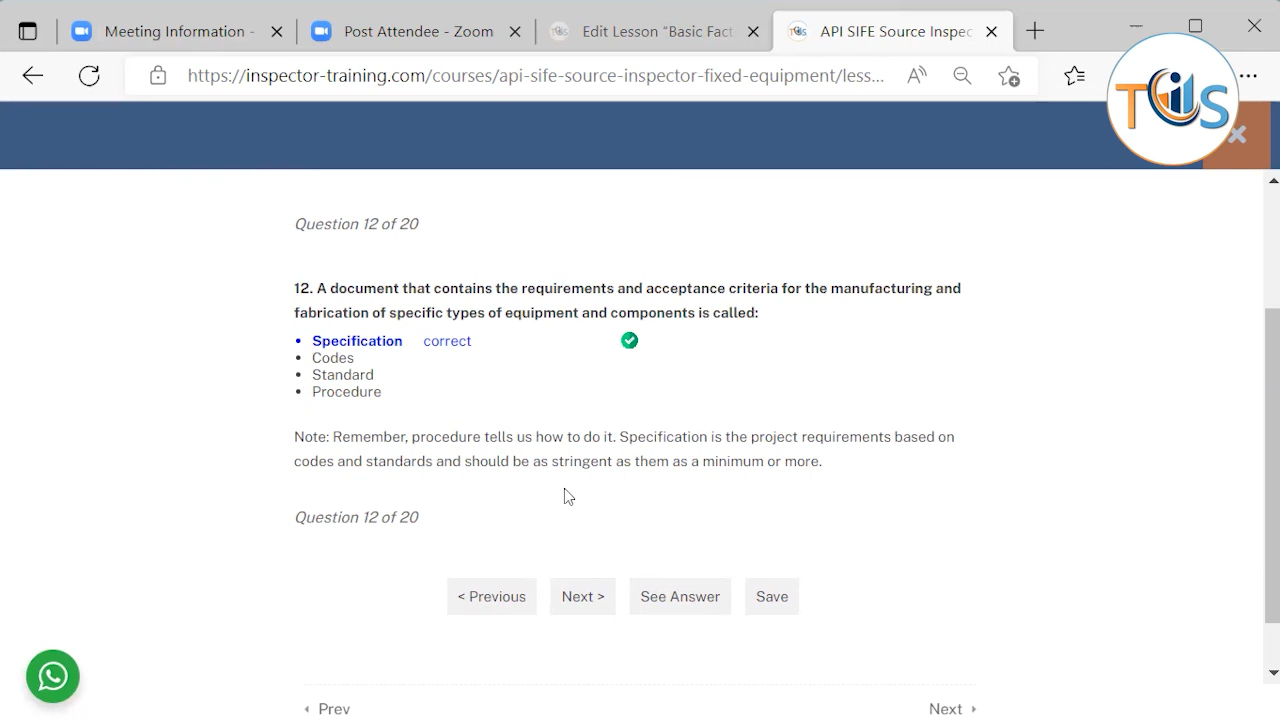 Meeting Information -
Post Attendee - Zoom
Edit Lesson "Basic Fact
API SIFE Source Inspec
https://inspector-training.com/courses/api-sife-source-inspector-fixed-equipment/less...
TIS
Question 12 of 20
12. A document that contains the requirements and acceptance criteria for the manufacturing and
fabrication of specific types of equipment and components is called:
• Specification correct
• Codes
• Standard
• Procedure
Note: Remember, procedure tells us how to do it. Specification is the project requirements based on
codes and standards and should be as stringent as them as a minimum or more.
Question 12 of 20
< Previous
Next >
See Answer
Save
Prev
Next